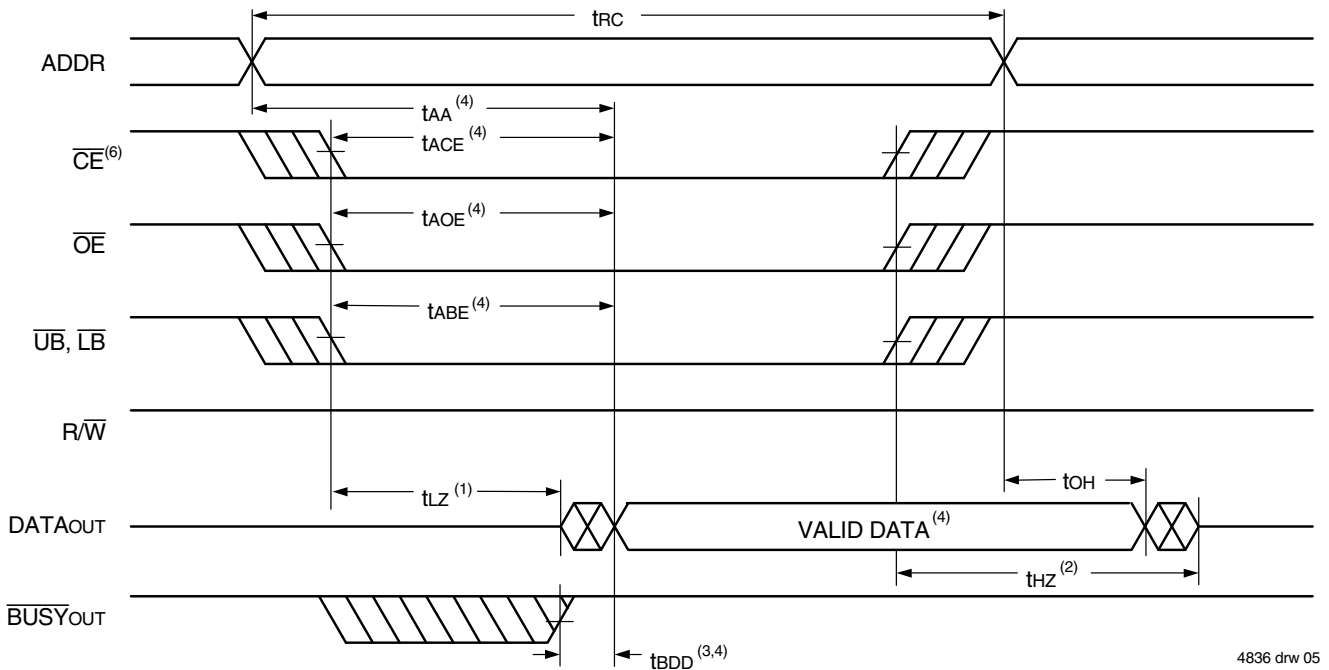 tRC
ADDR
tAA (4)
CE(6)
tACE (4)
OE
tAOE (4)
UB, LB
tABE (4)
R/W
tLZ (1)
tOH
DATAOUT
VALID DATA(4)
tHZ (2)
BUSYOUT
tBDD (3,4)
4836 drw 05